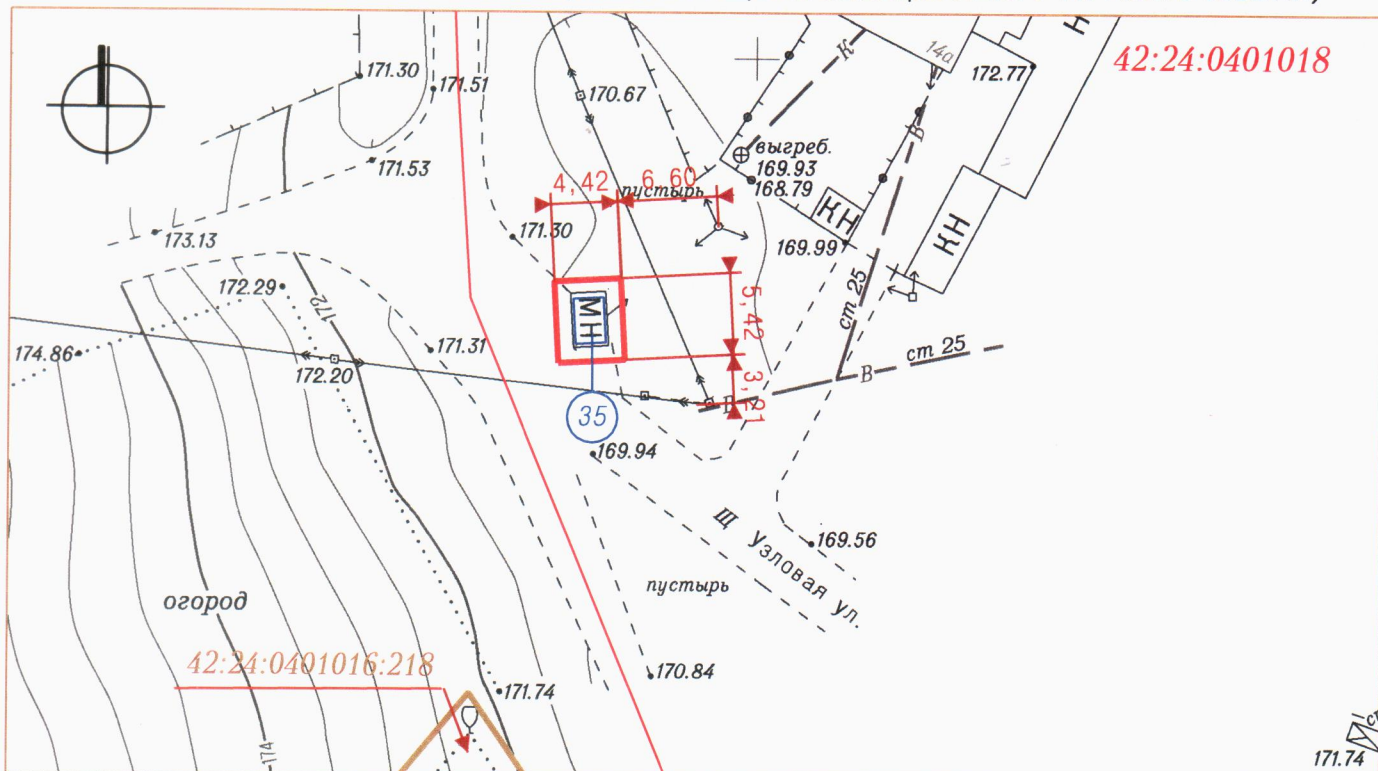 14а
КН
42:24:0401018
171.30
171.51
170.67
К
172.77
В
выгреб.
169.93
168.79
171.53
4,42
6,60
пустырь
173.13
171.30
КН
169.99
КН
172.29
172
МН
5,42
ст 25
174.86
172.20
171.31
ст 25
В
3,21
В
35
169.94
Щ
узловая ул.
169.56
пустырь
огород
42:24:0401016:218
170.84
171.74
174
171.74